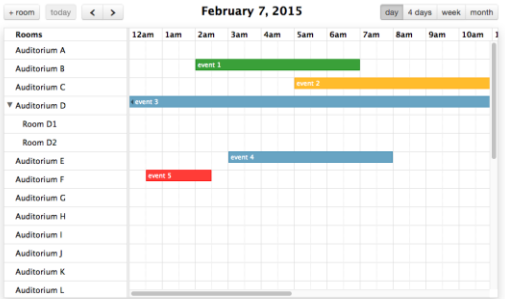 + room today < > February 7, 2015 day 4 days week month
Rooms 12am 1am 2am 3am 4am 5am 6am 7am 8am 9am 10am 1
Auditorium A
Auditorium B event 1
Auditorium C event 2
Auditorium D event 3
Room D1
Room D2
Auditorium E event 4
Auditorium F event 5
Auditorium G
Auditorium H
Auditorium I
Auditorium J
Auditorium K
Auditorium L